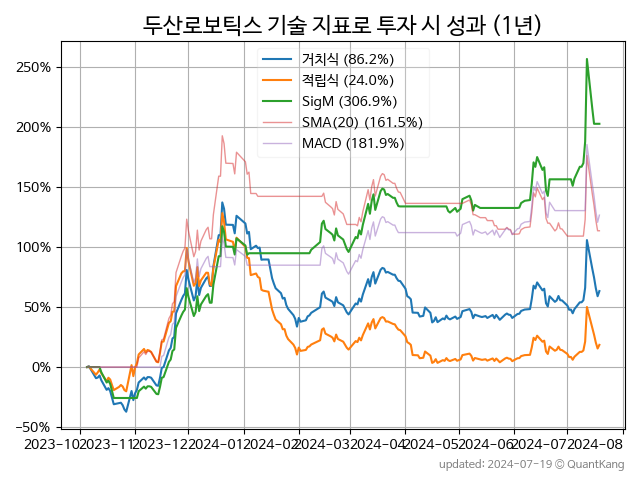 두산로보틱스 기술 지표로 투자 시 성과 (1년)
거치식 (86.2%)
적립식 (24.0%)
SigM (306.9%)
SMA(20) (161.5%)
MACD (181.9%)
250%
200%
150%
100%
50%
0%
−50%
2023-10
2023-11
2023-12
2024-01
2024-02
2024-03
2024-04
2024-05
2024-06
2024-07
2024-08
updated: 2024-07-19 © QuantKang